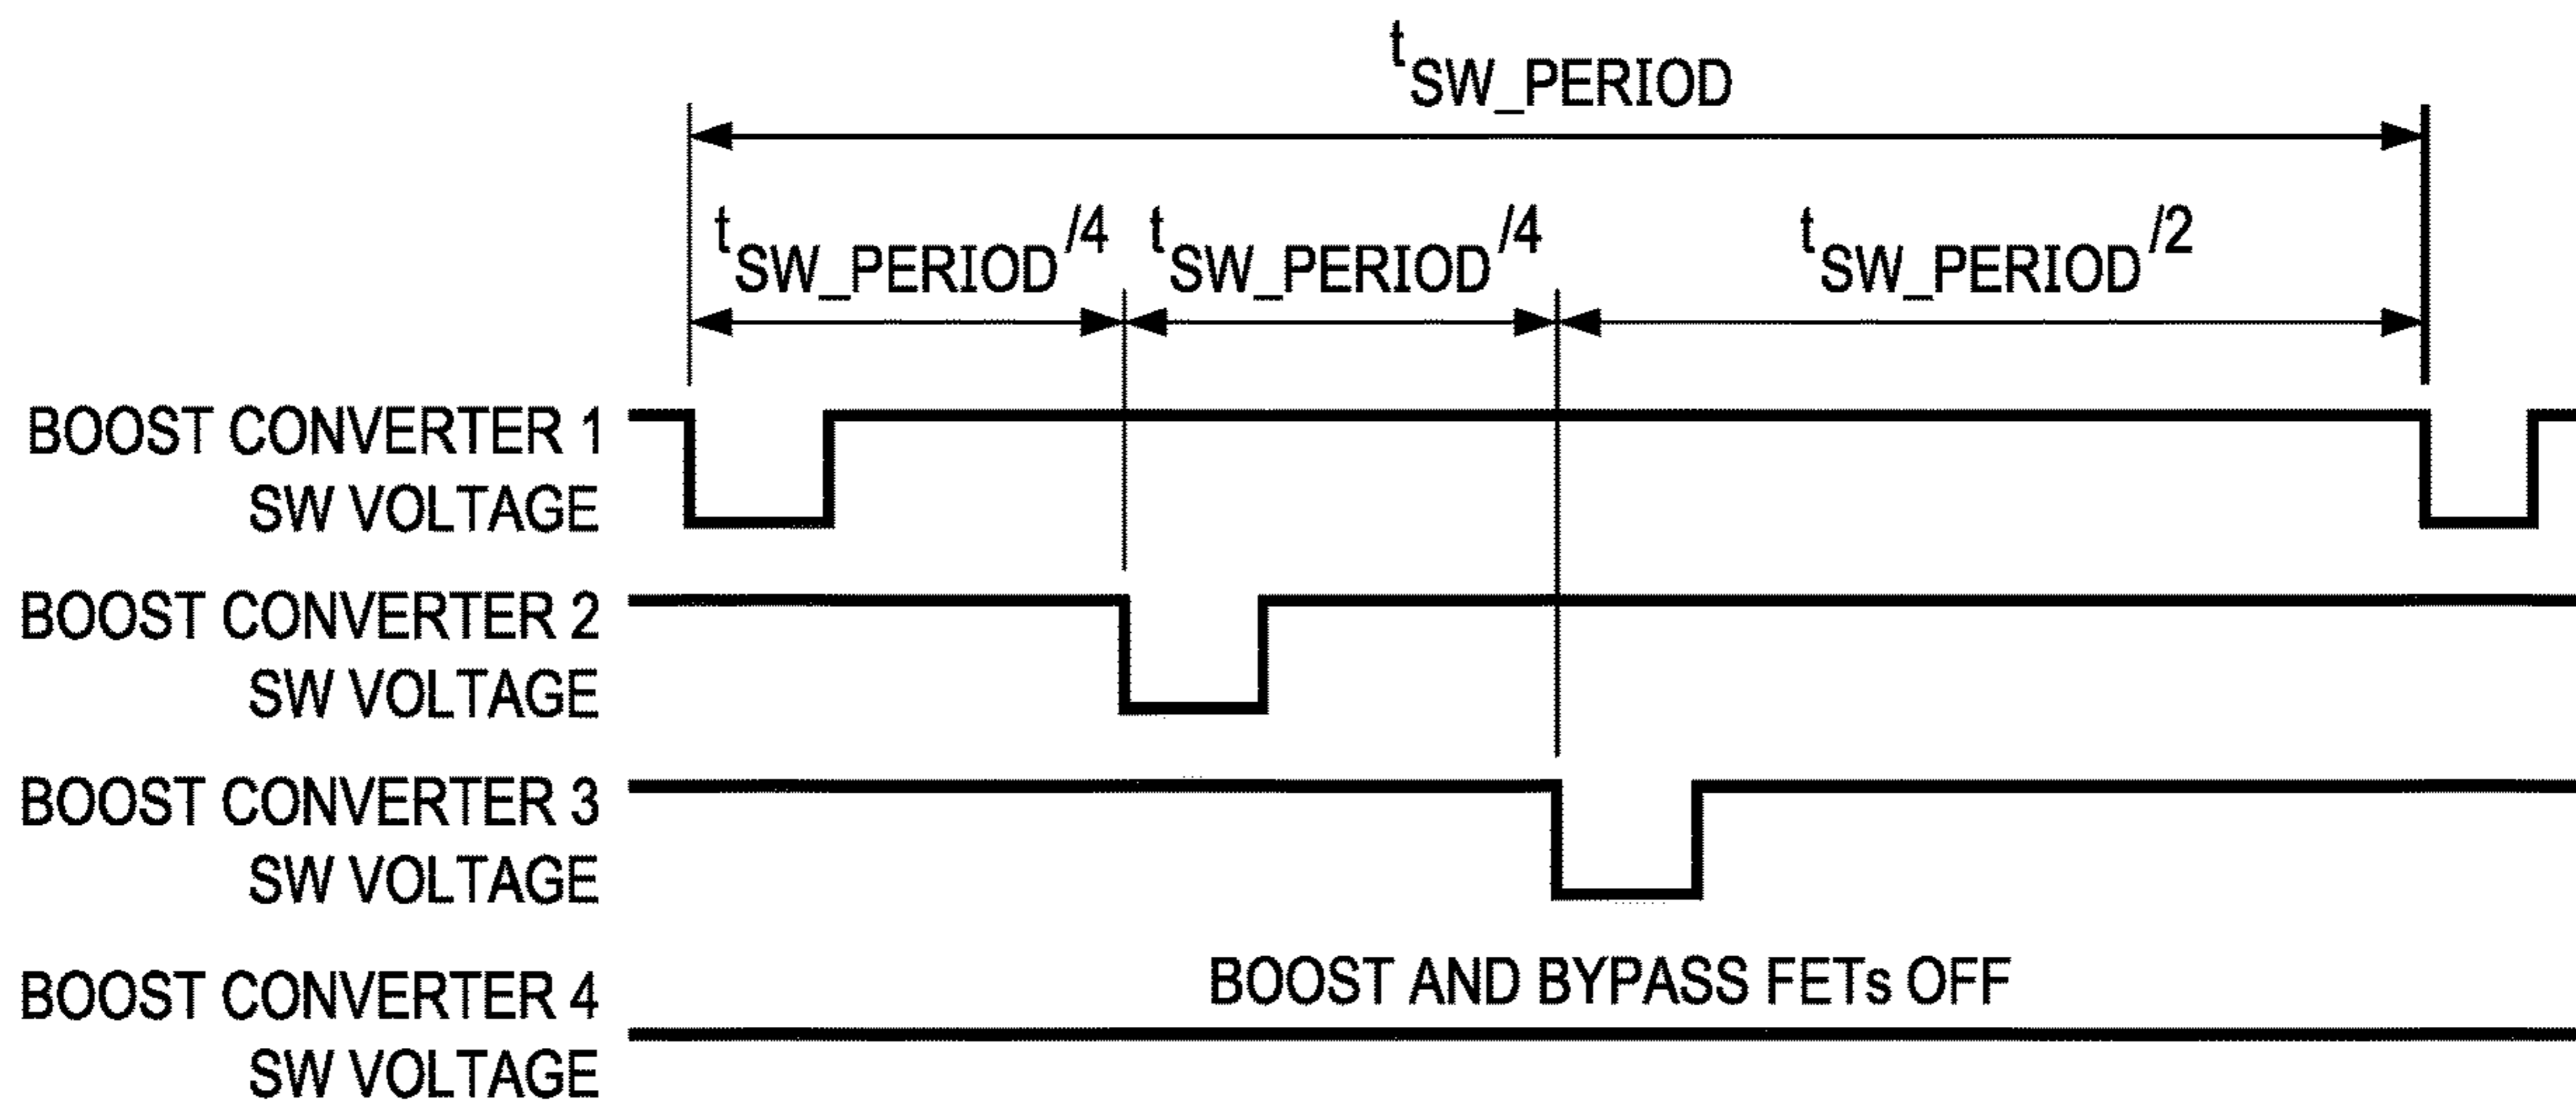 tSW_PERIOD
tSW_PERIOD/4 tSW_PERIOD/4 tSW_PERIOD/2
BOOST CONVERTER 1
SW VOLTAGE
BOOST CONVERTER 2
SW VOLTAGE
BOOST CONVERTER 3
SW VOLTAGE
BOOST AND BYPASS FETs OFF
BOOST CONVERTER 4
SW VOLTAGE